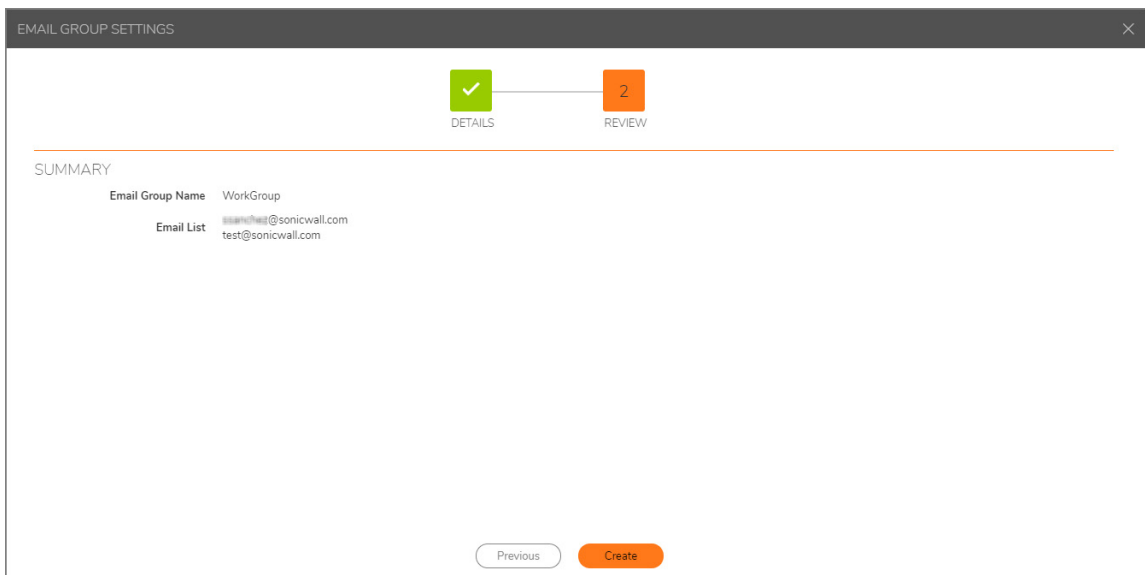 EMAIL GROUP SETTINGS
2
DETAILS
REVIEW
SUMMARY
Email Group Name WorkGroup
Email List @sonicwall.com
test@sonicwall.com
Previous
Create